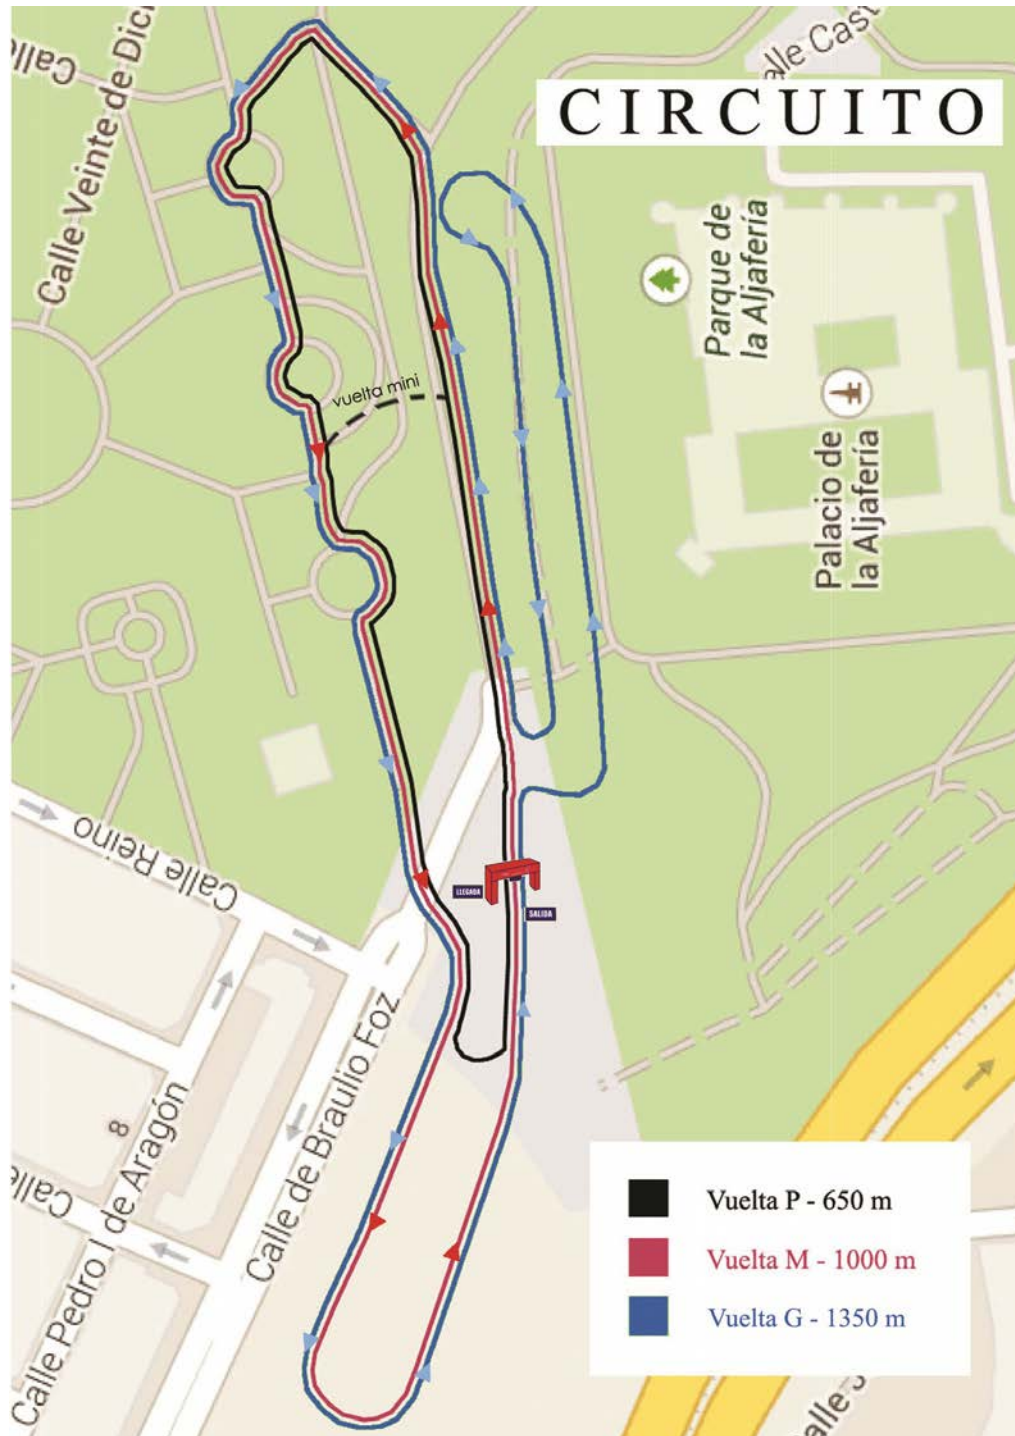 Calle
Calle Veinte de Dici
alle Cast
CIRCUITO
Parque de
la Aljafería
vuelta mini
Palacio de
la Aljafería
Calle Reino
LLEGADA
SALIDA
Calle de Braulio Foz
8
Calle Pedro I de Aragón
Calle
Vuelta P - 650 m
Vuelta M - 1000 m
Vuelta G - 1350 m
alle